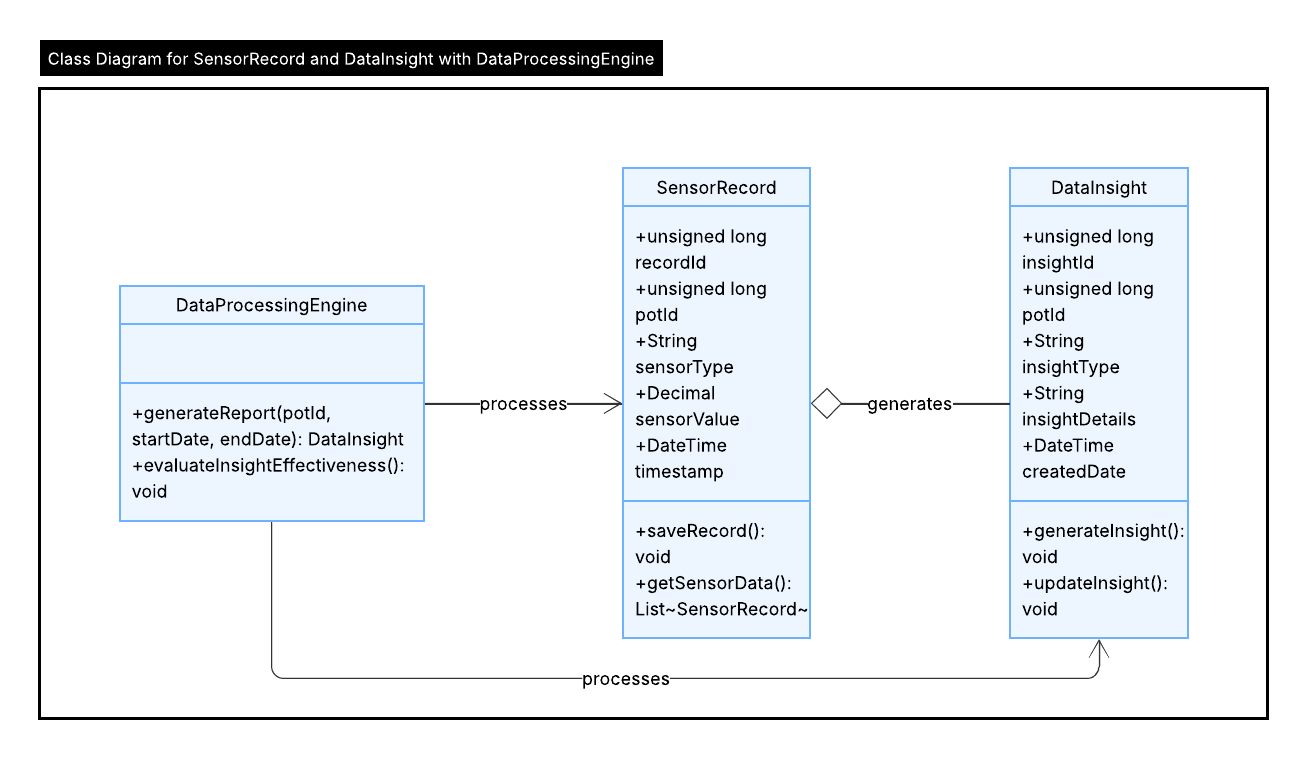 Class Diagram for SensorRecord and DataInsight with DataProcessingEngine
DataProcessingEngine
+generateReport(potId,
startDate, endDate): DataInsight
+evaluateInsightEffectiveness():
void
processes
SensorRecord
+unsigned long
recordId
+unsigned long
potId
+String
sensorType
+Decimal
sensorValue
+DateTime
timestamp
+saveRecord():
void
+getSensorData():
List~SensorRecord~
generates
DataInsight
+unsigned long
insightId
+unsigned long
potId
+String
insightType
+String
insightDetails
+DateTime
createdDate
+generateInsight():
void
+updateInsight():
void
processes